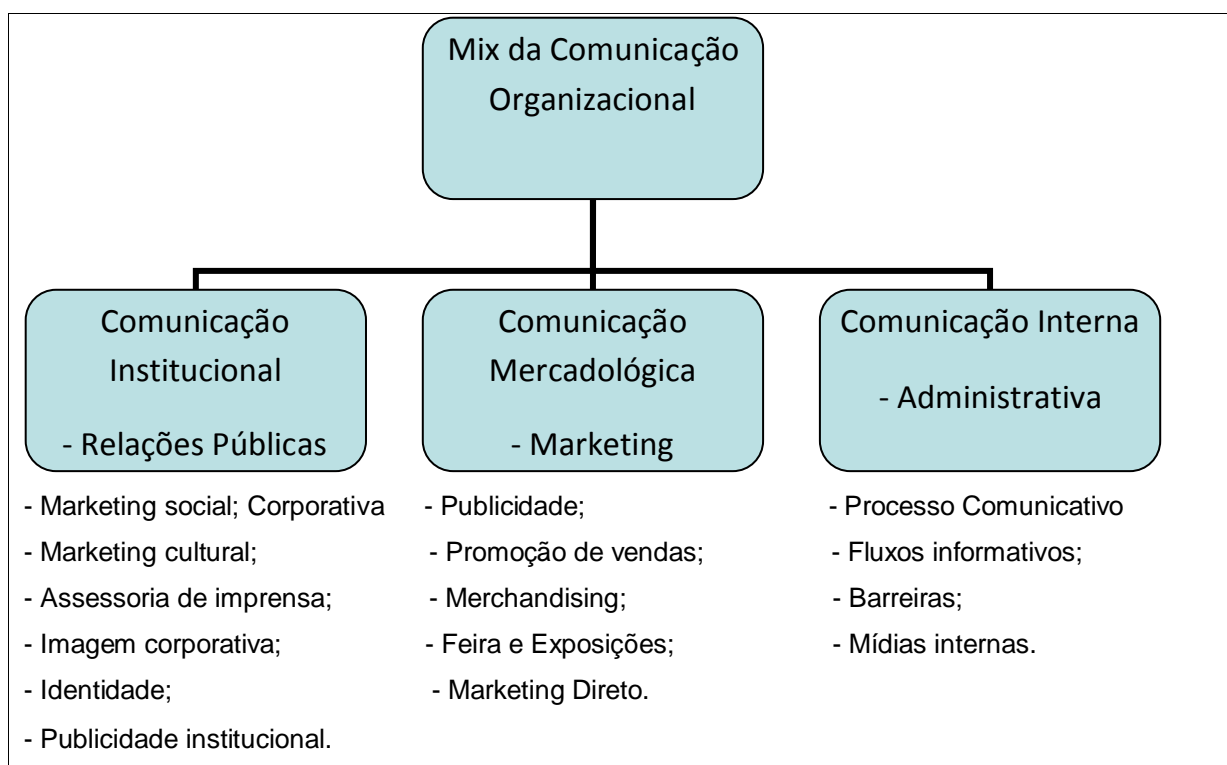 Mix da Comunicação
Organizacional
Comunicação
Institucional
- Relações Públicas
Comunicação
Mercadológica
- Marketing
Comunicação Interna
- Administrativa
- Marketing social; Corporativa
- Marketing cultural;
- Assessoria de imprensa;
- Imagem corporativa;
- Identidade;
- Publicidade institucional.
- Publicidade;
- Promoção de vendas;
- Merchandising;
- Feira e Exposições;
- Marketing Direto.
- Processo Comunicativo
- Fluxos informativos;
- Barreiras;
- Mídias internas.